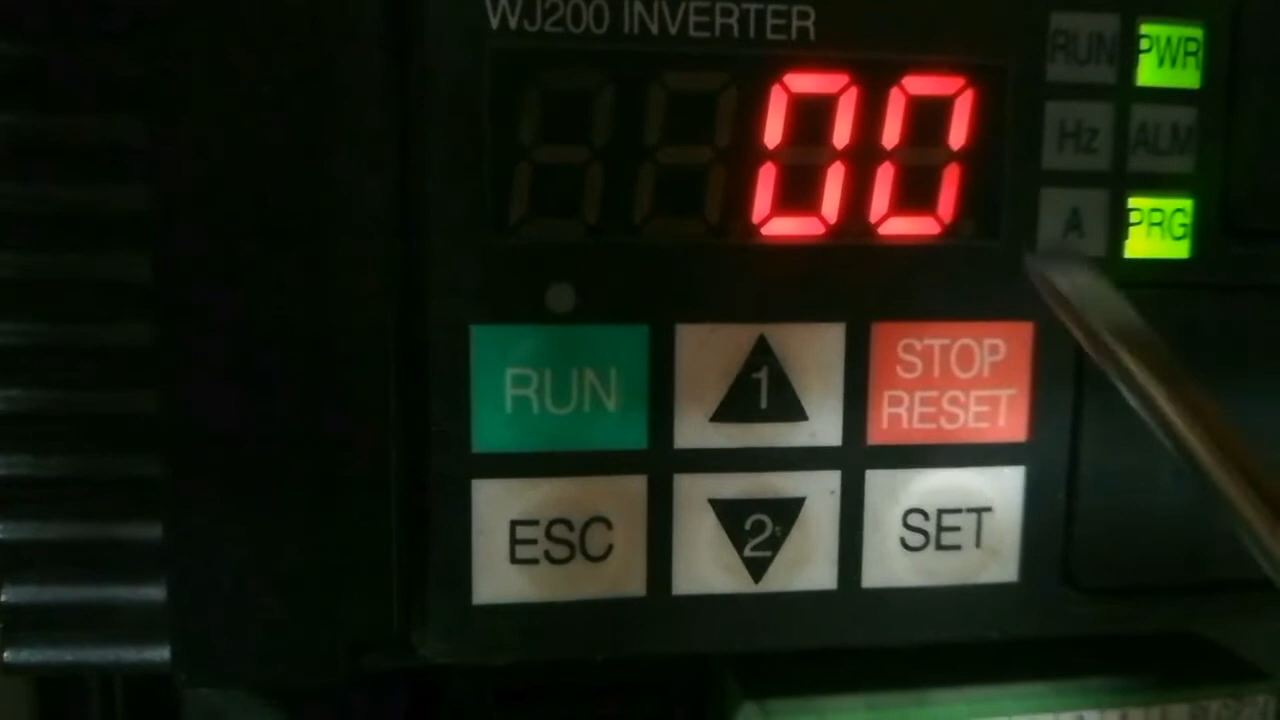 WJ200 INVERTER
00
RUN PWR
Hz ALM
A PRG
RUN 1 STOP RESET
ESC 2 SET